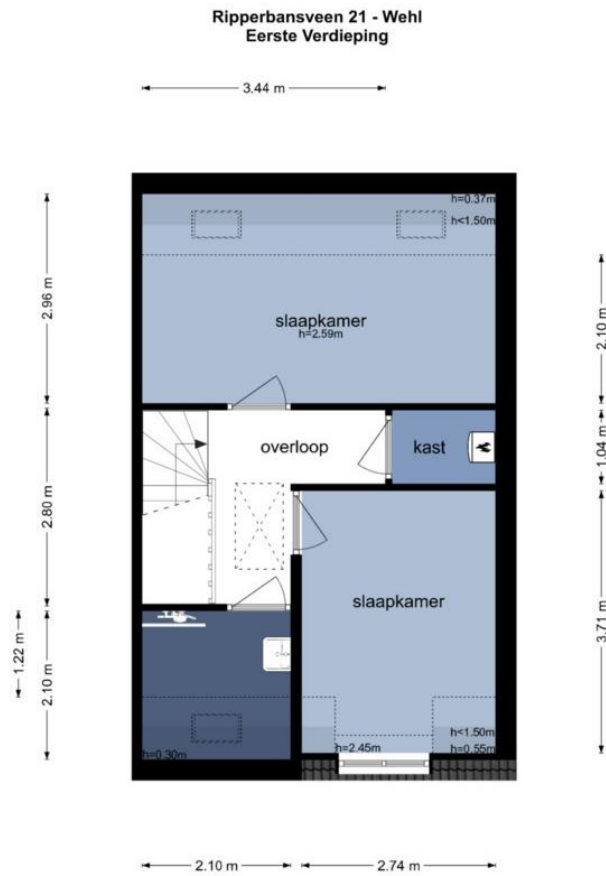 Ripperbansveen 21 - Wehl
Eerste Verdieping
3.44 m
h=0.37m
h<1.50m
2.96 m
slaapkamer
h=2.59m
2.10 m
overloop
kast
1.04 m
2.80 m
slaapkamer
3.71 m
1.22 m
2.10 m
h<1.50m
h=0.30m
h=2.45m
h=0.55m
2.10 m
2.74 m